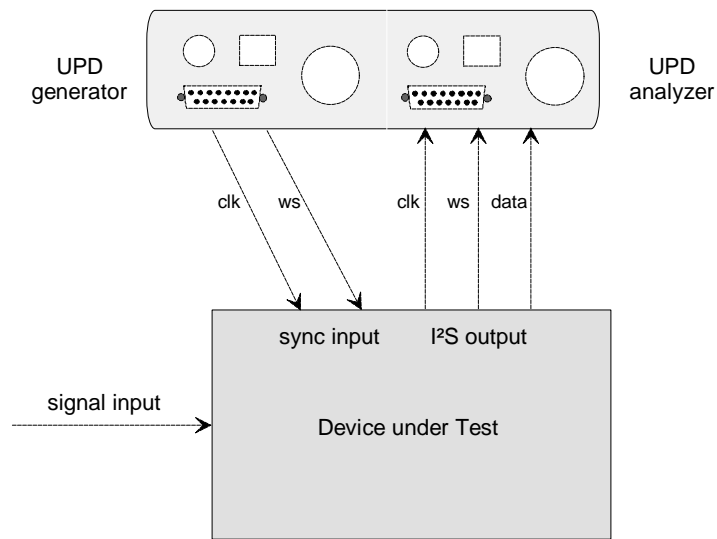 UPD
generator
UPD
analyzer
clk
ws
clk
ws
data
sync input
I²S output
signal input
Device under Test